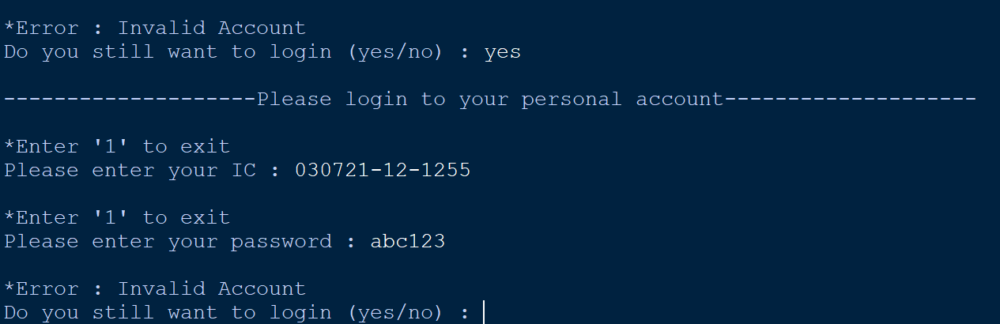 *Error : Invalid Account
Do you still want to login (yes/no) : yes
--------------------Please login to your personal account--------------------
*Enter '1' to exit
Please enter your IC : 030721-12-1255
*Enter '1' to exit
Please enter your password : abc123
*Error : Invalid Account
Do you still want to login (yes/no) :